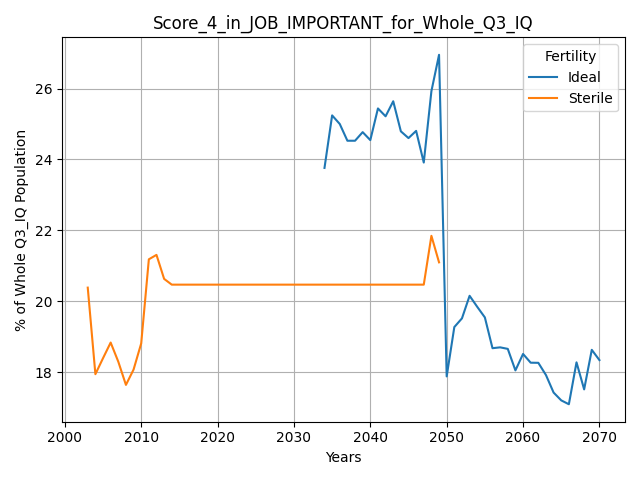 Score_4_in_JOB_IMPORTANT_for_Whole_Q3_IQ
Fertility
Ideal
Sterile
% of Whole Q3_IQ Population
26
24
22
20
18
2000 2010 2020 2030 2040 2050 2060 2070
Years